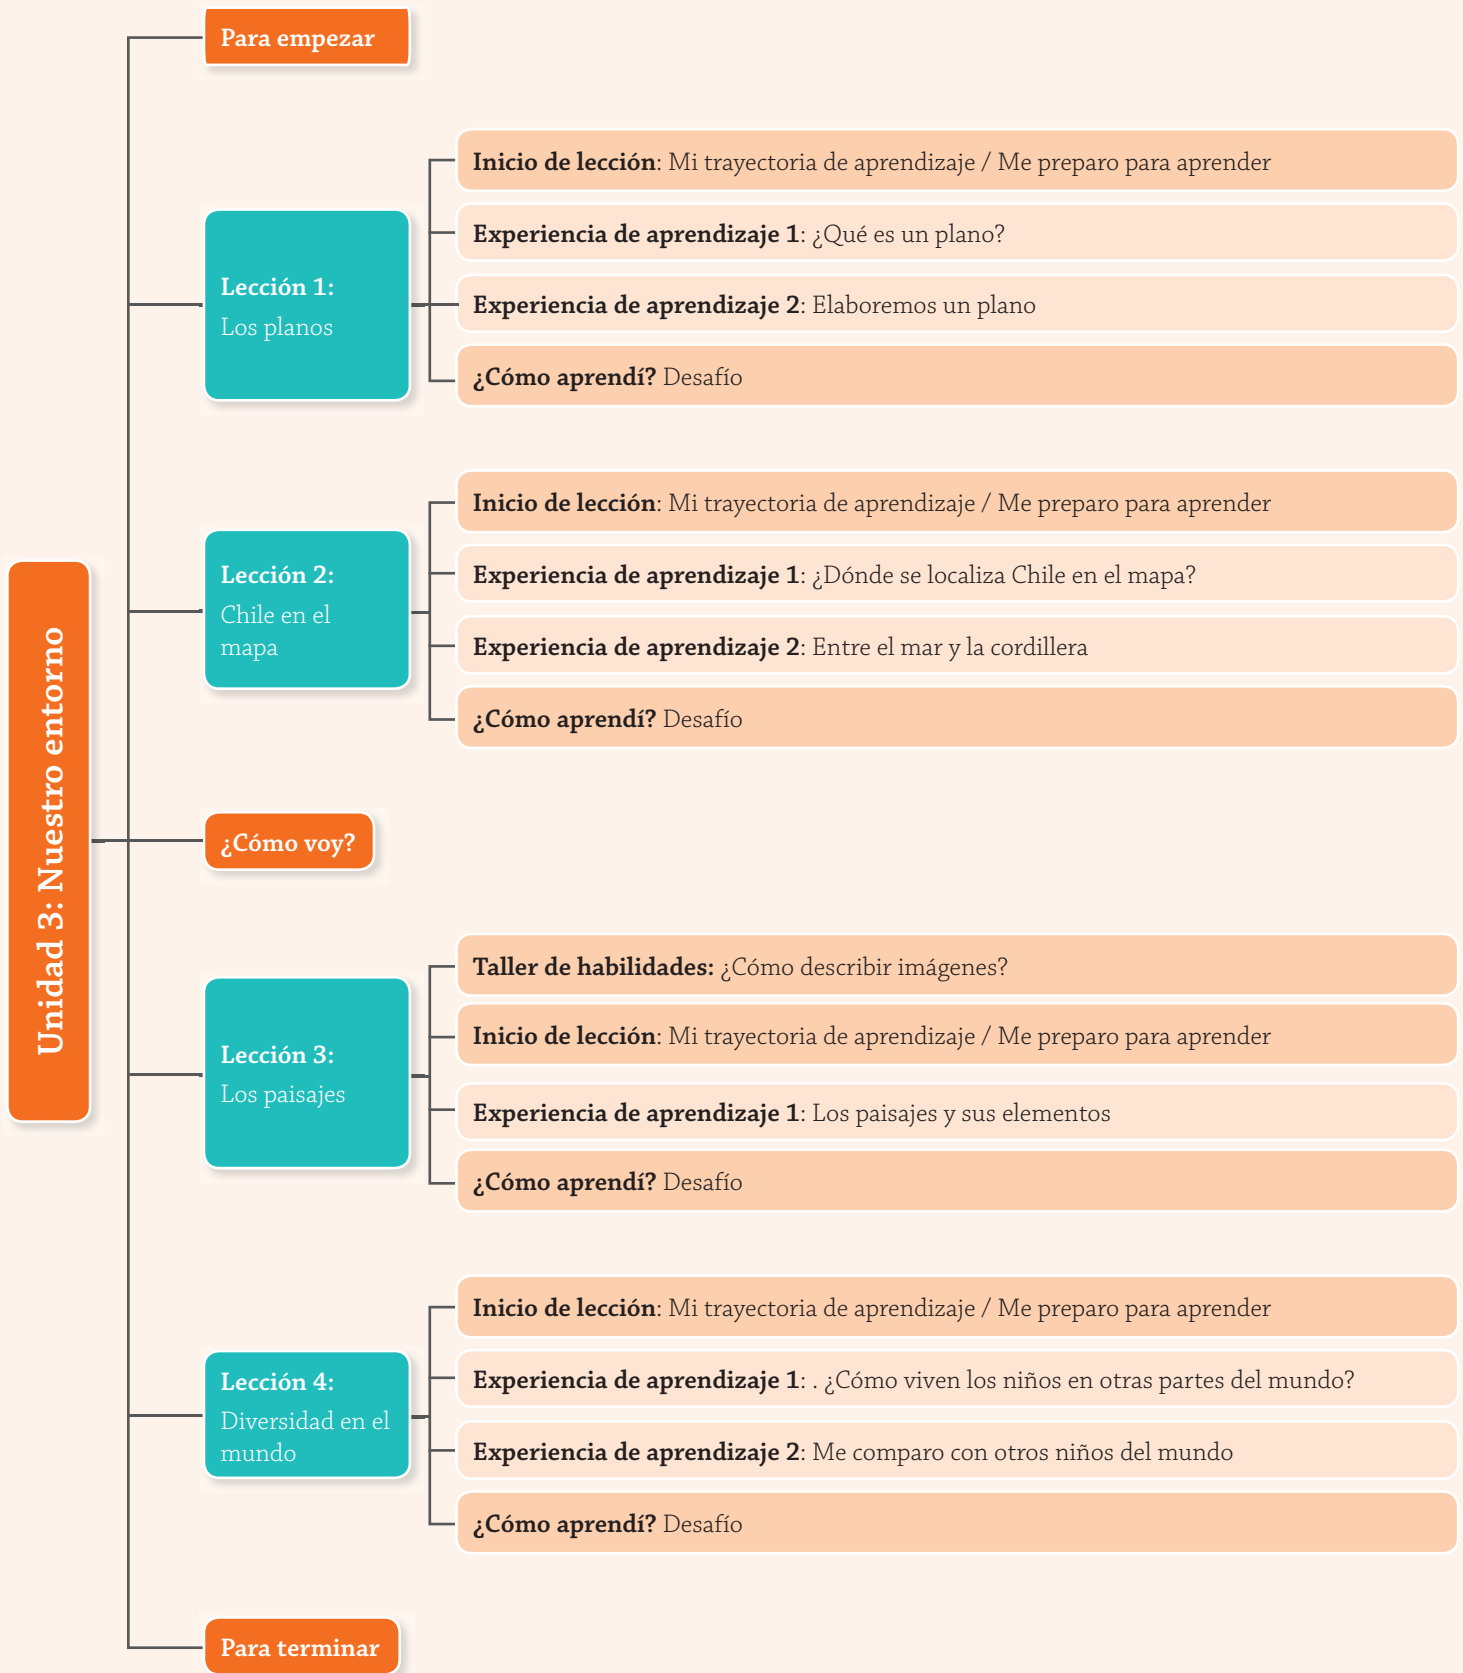 Unidad 3: Nuestro entorno
Para empezar
Lección 1:
Los planos
Inicio de lección: Mi trayectoria de aprendizaje / Me preparo para aprender
Experiencia de aprendizaje 1: ¿Qué es un plano?
Experiencia de aprendizaje 2: Elaboremos un plano
¿Cómo aprendí? Desafío
Lección 2:
Chile en el
mapa
Inicio de lección: Mi trayectoria de aprendizaje / Me preparo para aprender
Experiencia de aprendizaje 1: ¿Dónde se localiza Chile en el mapa?
Experiencia de aprendizaje 2: Entre el mar y la cordillera
¿Cómo aprendí? Desafío
¿Cómo voy?
Lección 3:
Los paisajes
Taller de habilidades: ¿Cómo describir imágenes?
Inicio de lección: Mi trayectoria de aprendizaje / Me preparo para aprender
Experiencia de aprendizaje 1: Los paisajes y sus elementos
¿Cómo aprendí? Desafío
Lección 4:
Diversidad en el
mundo
Inicio de lección: Mi trayectoria de aprendizaje / Me preparo para aprender
Experiencia de aprendizaje 1: . ¿Cómo viven los niños en otras partes del mundo?
Experiencia de aprendizaje 2: Me comparo con otros niños del mundo
¿Cómo aprendí? Desafío
Para terminar